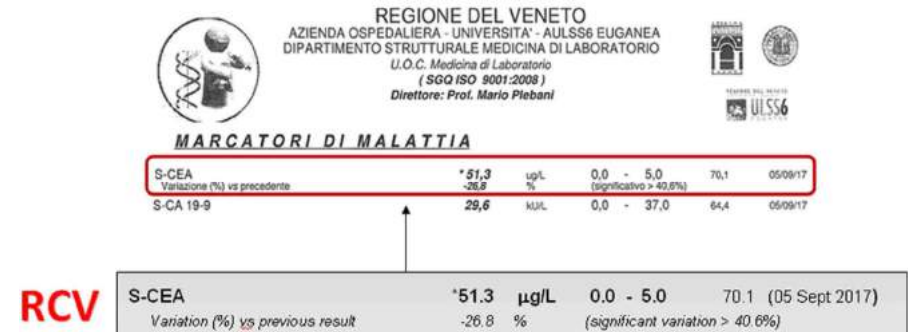 REGIONE DEL VENETO
AZIENDA OSPEDALIERA - UNIVERSITA' - AULSS6 EUGANEA
DIPARTIMENTO STRUTTURALE MEDICINA DI LABORATORIO
U.O.C. Medicina di Laboratorio
( SGQ ISO 9001:2008 )
Direttore: Prof. Mario Plebani
REGIONE DEL VENETO
ULSS6
EUGANEA
MARCATORI DI MALATTIA
S-CEA *51,3 ug/L 0,0 - 5,0 70,1 05/09/17
Variazione (%) vs precedente -26,8 % (significativo > 40,6%)
S-CA 19-9 29,6 kU/L 0,0 - 37,0 64,4 05/09/17
RCV
S-CEA *51.3 µg/L 0.0 - 5.0 70.1 (05 Sept 2017)
Variation (%) vs previous result -26.8 % (significant variation > 40.6%)